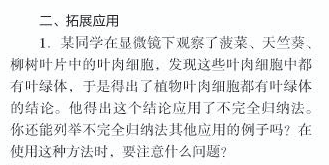 二、拓展应用
1. 某同学在显微镜下观察了菠菜、天竺葵、
柳树叶片中的叶肉细胞，发现这些叶肉细胞中都
有叶绿体，于是得出了植物叶肉细胞都有叶绿体
的结论。他得出这个结论应用了不完全归纳法。
你还能列举不完全归纳法其他应用的例子吗？在
使用这种方法时，要注意什么问题？